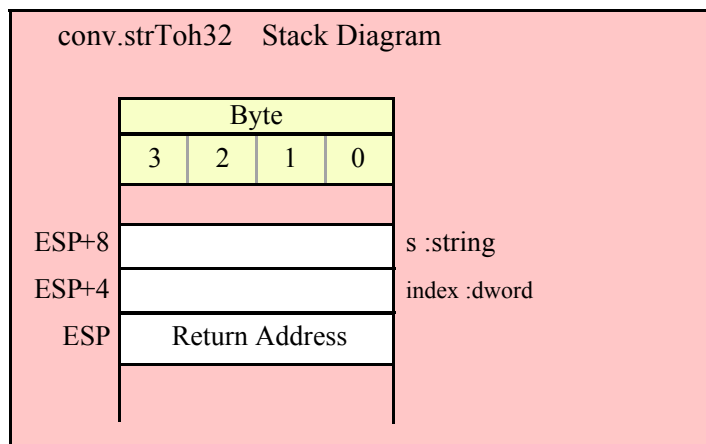 conv.strToh32 Stack Diagram
Byte
3 2 1 0
ESP+8 s :string
ESP+4 index :dword
ESP Return Address